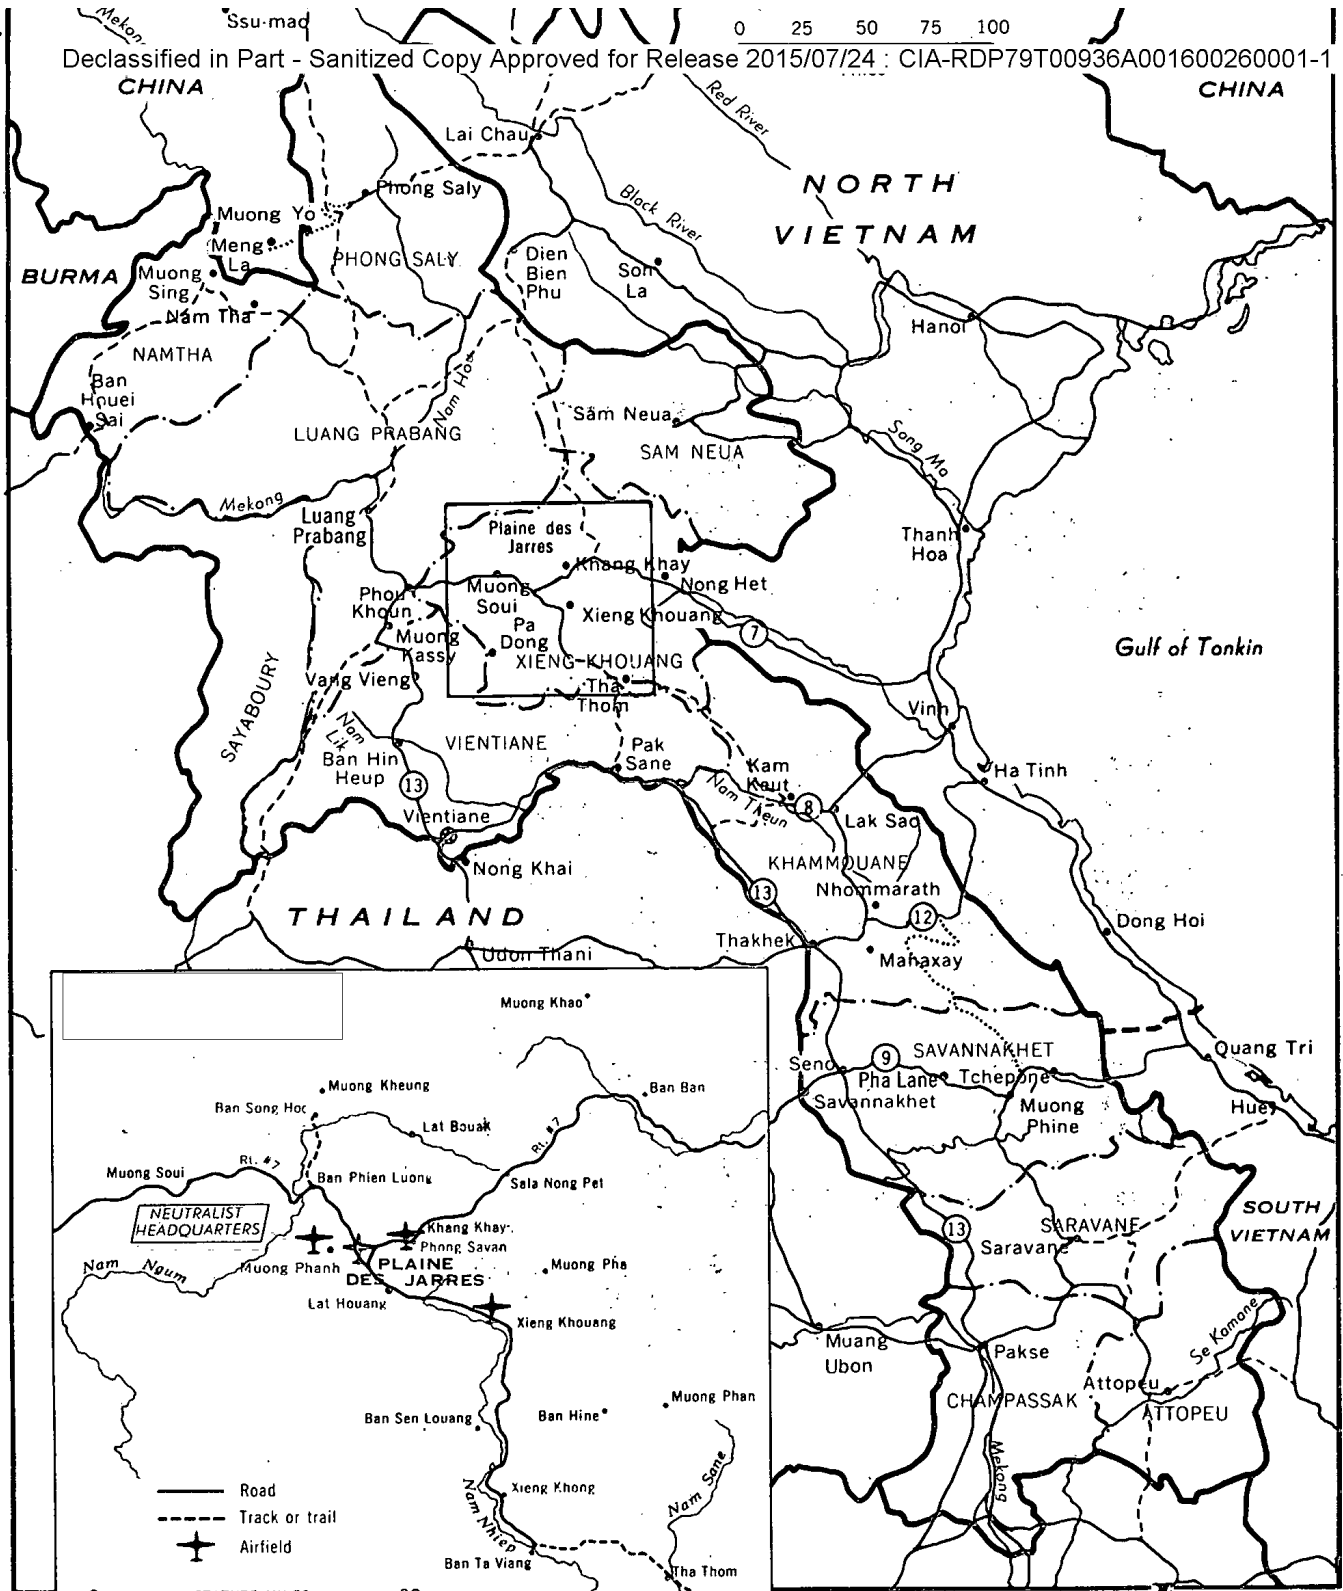 Mekong
Ssu-mao
0 25 50 75 100
Declassified in Part - Sanitized Copy Approved for Release 2015/07/24 : CIA-RDP79T00936A001600260001-1
CHINA
CHINA
Red River
Lai Chau
NORTH
VIETNAM
Phong Saly
Black River
Muong Yo
Meng
La
PHONG SALY
Dien
Bien
Phu
Son
La
BURMA
Muong
Sing
Nam Tha
Hanoi
NAMTHA
Ban
Houei
Sai
Nam Hou
Sam Neua
LUANG PRABANG
SAM NEUA
Song Ma
Mekong
Luang
Prabang
Plaine des
Jarres
Thanh
Hoa
Khang Khay
Nong Het
Phou
Khoun
Muong
Soui
Xieng Khouang
7
Muong
Kassy
Pa
Dong
XIENG KHOUANG
Gulf of Tonkin
Vang Vieng
Tha
Thom
SAYABOURY
Vinh
Nam
Lik
VIENTIANE
Pak
Sane
Ban Hin
Heup
Kam
Keut
Ha Tinh
13
Nam Theun
8
Vientiane
Lak Sao
Nong Khai
KHAMMOUANE
Nhommarath
13
12
THAILAND
Dong Hoi
Thakhek
Udon Thani
Mahaxay
Muong Khao
Quang Tri
SAVANNAKHET
9
Seno
Pha Lane
Tchepone
Savannakhet
Muong
Phine
Hue
Muong Kheung
Ban Ban
Ban Song Hoc
Lat Bouak
Rt. #7
Rt. #7
Muong Soui
Ban Phien Luong
Sala Nong Pet
NEUTRALIST
HEADQUARTERS
SOUTH
VIETNAM
13
SARAVANE
Saravane
Khang Khay
Phong Savan
Nam Ngum
Muong Phanh
PLAINE
DES JARRES
Muong Pha
Lat Houang
Xieng Khouang
Muang
Ubon
Pakse
Se Kamane
Attopeu
CHAMPASSAK
ATTOPEU
Muong Phan
Ban Sen Louang
Ban Hine
Mekong
Nam Sane
Xieng Khong
Nam Nhiep
Road
Track or trail
Airfield
Ban Ta Viang
Tha Thom